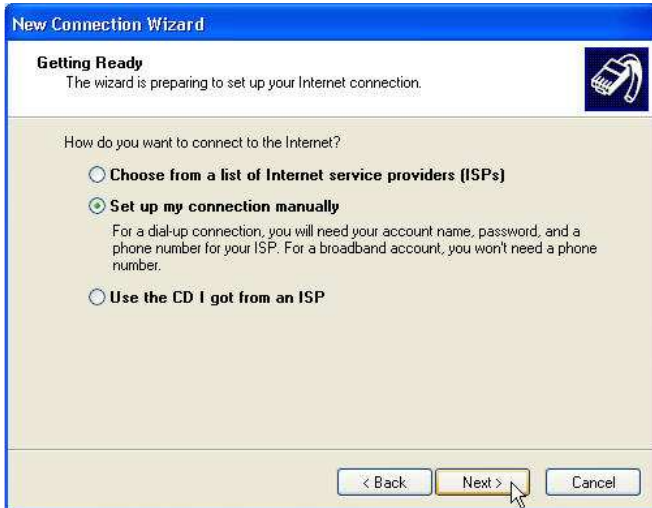 New Connection Wizard
Getting Ready
The wizard is preparing to set up your Internet connection.
How do you want to connect to the Internet?
Choose from a list of Internet service providers (ISPs)
Set up my connection manually
For a dial-up connection, you will need your account name, password, and a
phone number for your ISP. For a broadband account, you won't need a phone
number.
Use the CD I got from an ISP
< Back Next > Cancel